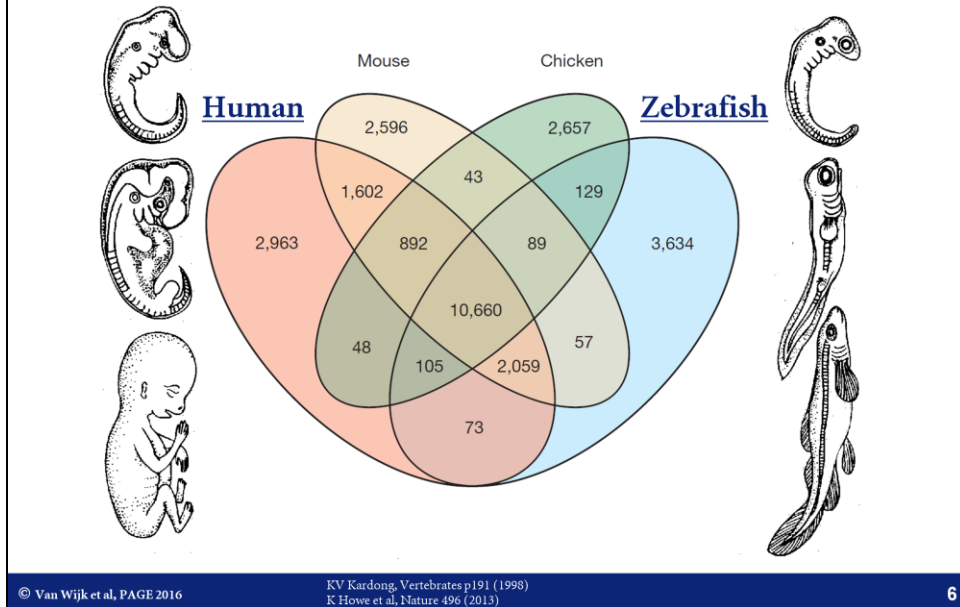 Mouse
Chicken
Human
Zebrafish
2,596
2,657
43
1,602
129
2,963
892
89
3,634
10,660
48
57
105
2,059
73
© Van Wijk et al, PAGE 2016
KV Kardong, Vertebrates p191 (1998)
K Howe et al, Nature 496 (2013)
6